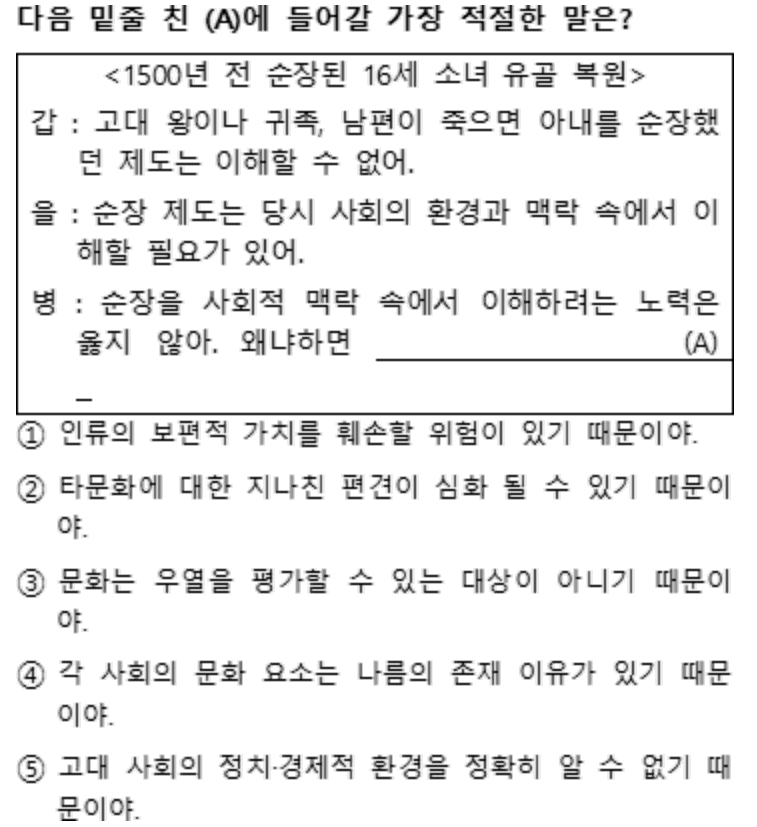 다음 밑줄 친 (A)에 들어갈 가장 적절한 말은?
<1500년 전 순장된 16세 소녀 유골 복원>
갑 : 고대 왕이나 귀족, 남편이 죽으면 아내를 순장했
던 제도는 이해할 수 없어.
을 : 순장 제도는 당시 사회의 환경과 맥락 속에서 이
해할 필요가 있어.
병 : 순장을 사회적 맥락 속에서 이해하려는 노력은
옳지 않아. 왜냐하면 ____________________(A)
_
① 인류의 보편적 가치를 훼손할 위험이 있기 때문이야.
② 타문화에 대한 지나친 편견이 심화 될 수 있기 때문이
야.
③ 문화는 우열을 평가할 수 있는 대상이 아니기 때문이
야.
④ 각 사회의 문화 요소는 나름의 존재 이유가 있기 때문
이야.
⑤ 고대 사회의 정치·경제적 환경을 정확히 알 수 없기 때
문이야.